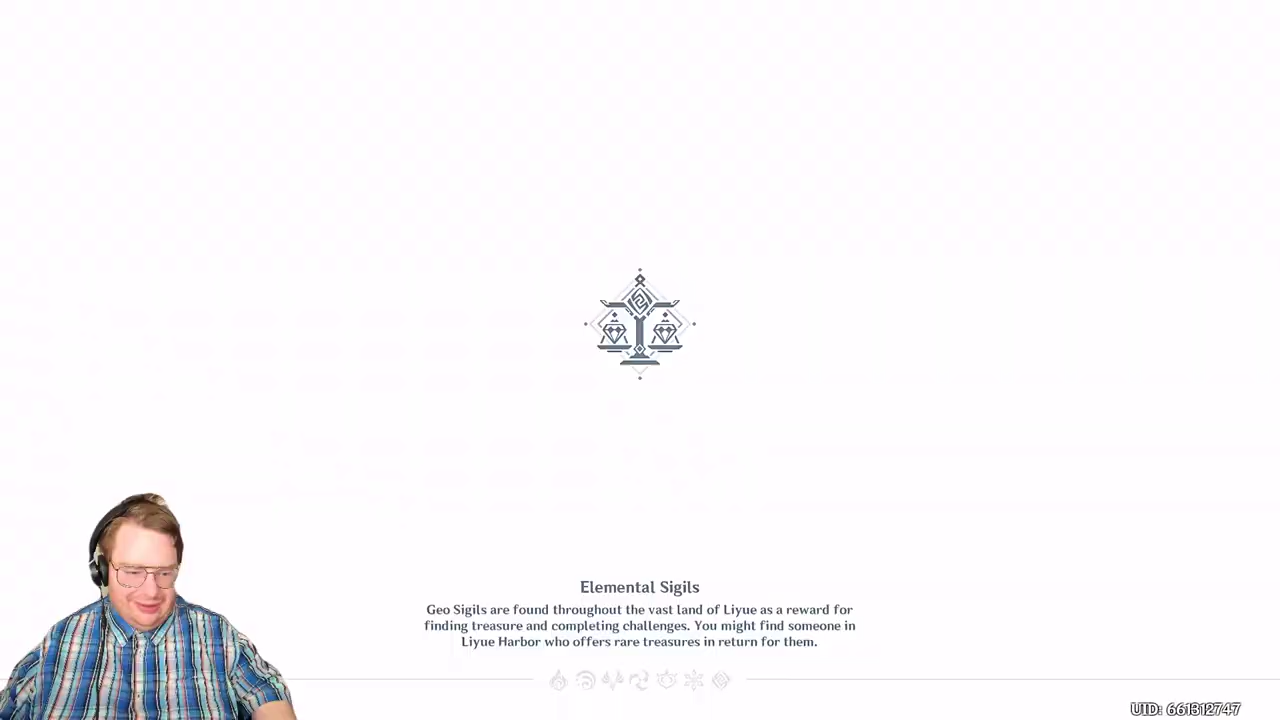 Elemental Sigils
Geo Sigils are found throughout the vast land of Liyue as a reward for
finding treasure and completing challenges. You might find someone in
Liyue Harbor who offers rare treasures in return for them.
UID: 661312747